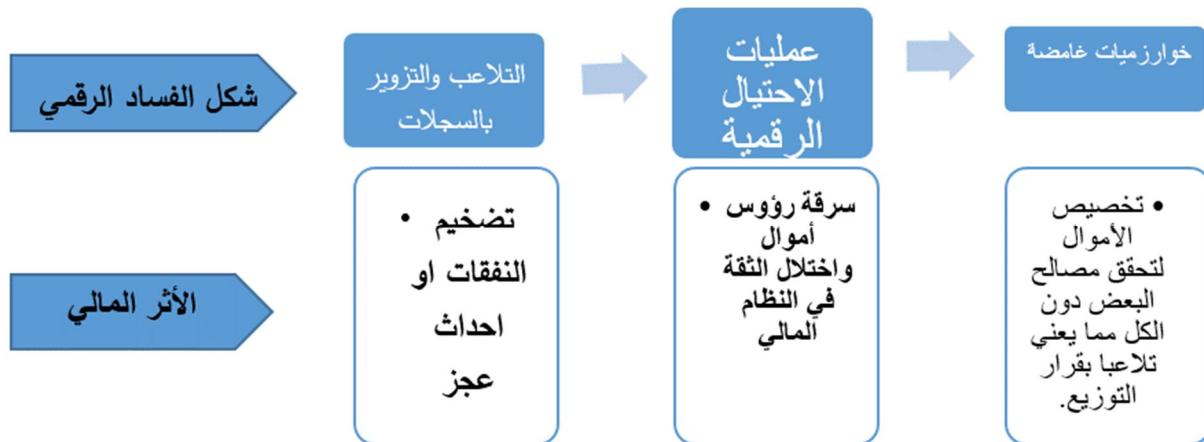 شكل الفساد الرقمي
التلاعب والتزوير
بالسجلات
عمليات
الاحتيال
الرقمية
خوارزميات غامضة
الأثر المالي
• تضخيم
النفقات او
احداث
عجز
• سرقة رؤوس
أموال
واختلال الثقة
في النظام
المالي
• تخصيص
الأموال
لتحقق مصالح
البعض دون
الكل مما يعني
تلاعبا بقرار
التوزيع.